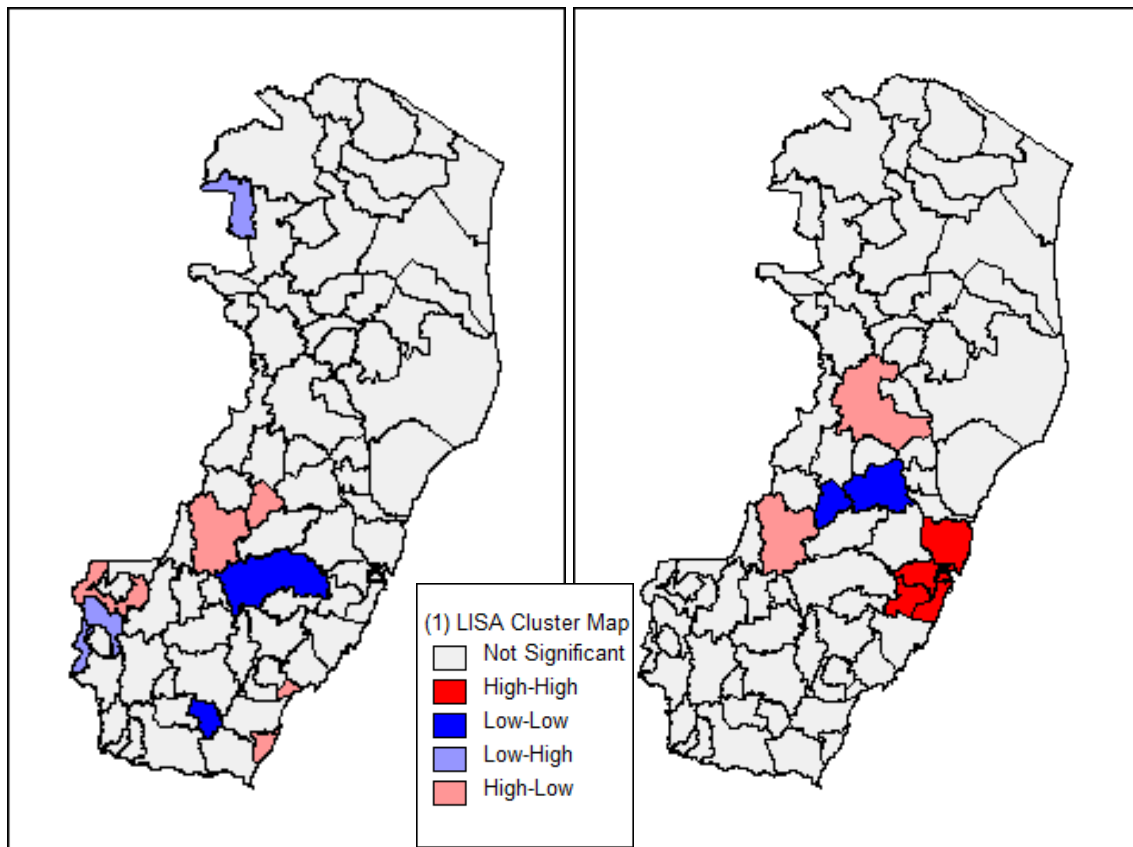 (1) LISA Cluster Map
Not Significant
High-High
Low-Low
Low-High
High-Low